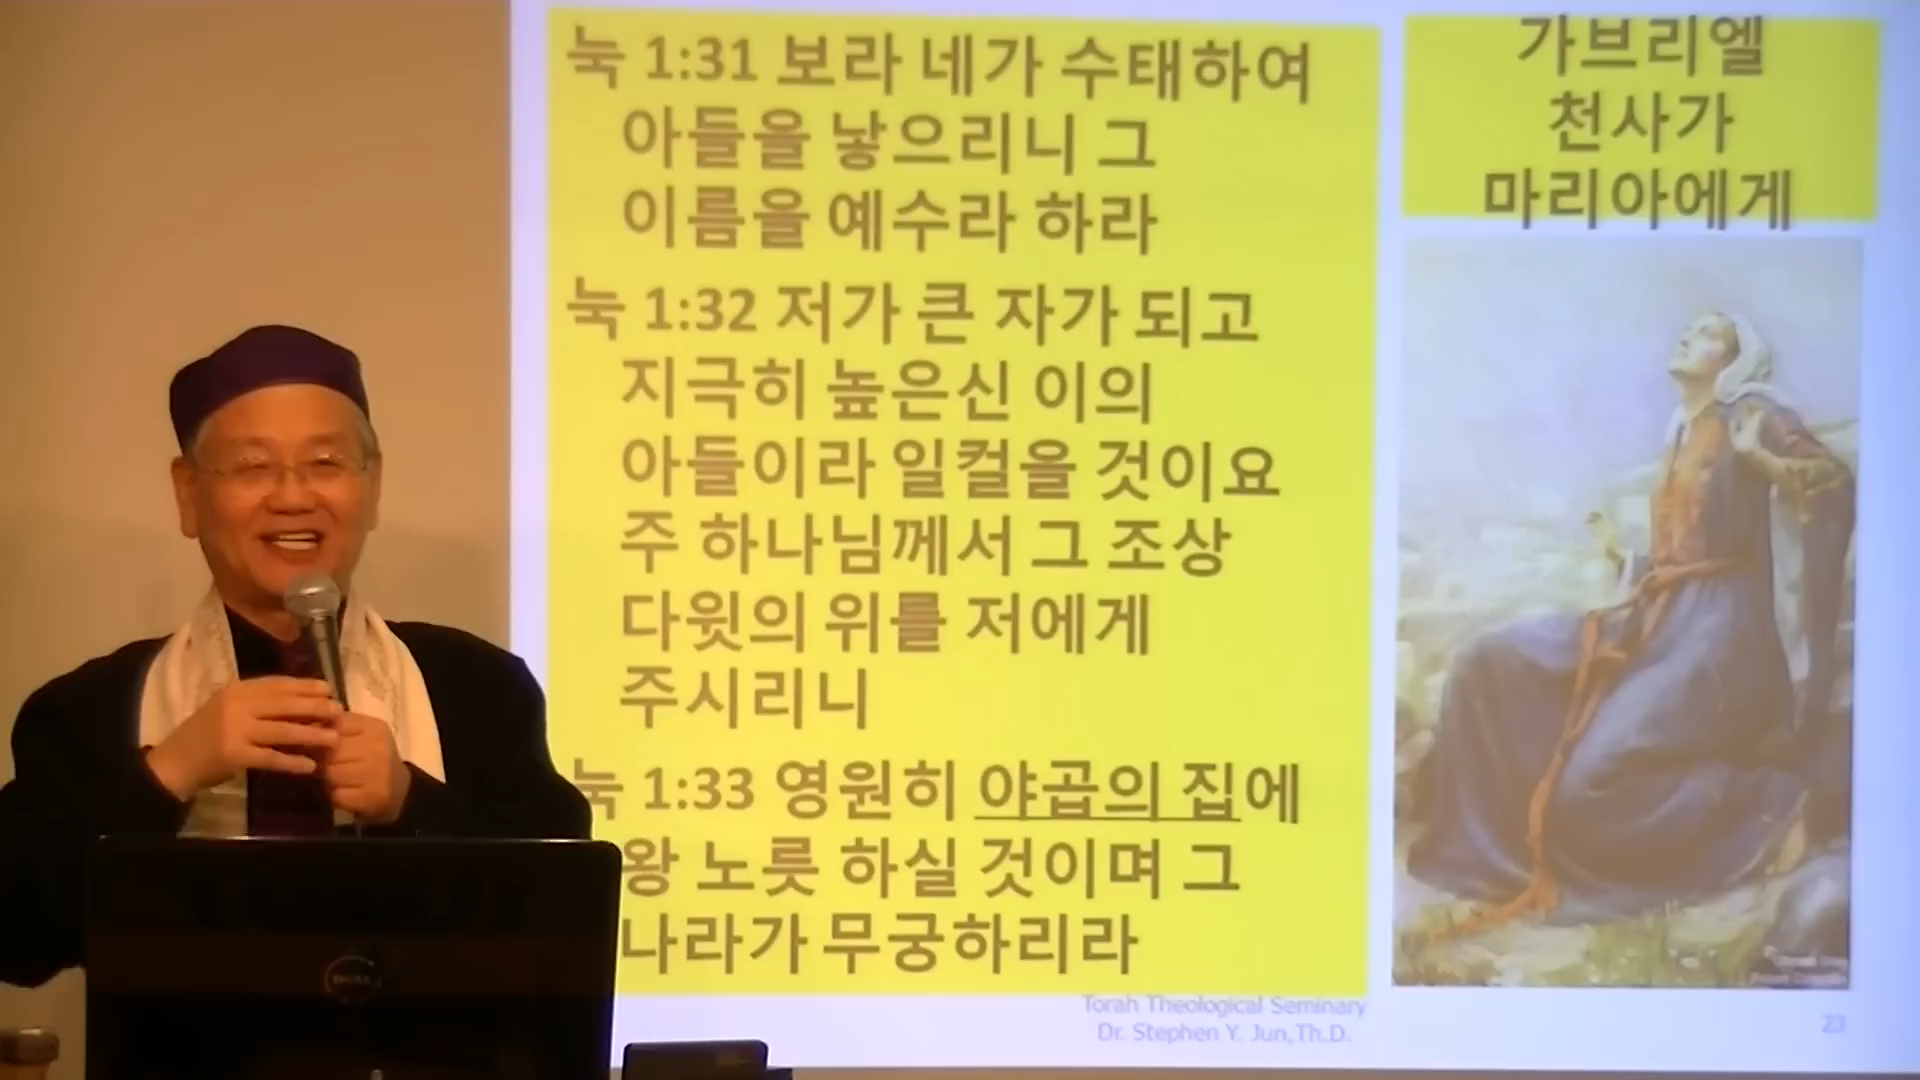 눅 1:31 보라 네가 수태하여
아들을 낳으리니 그
이름을 예수라 하라
눅 1:32 저가 큰 자가 되고
지극히 높은신 이의
아들이라 일컬을 것이요
주 하나님께서 그 조상
다윗의 위를 저에게
주시리니
눅 1:33 영원히 야곱의 집에
왕 노릇 하실 것이며 그
나라가 무궁하리라
가브리엘
천사가
마리아에게
Torah Theological Seminary
Dr. Stephen Y. Jun,Th.D.
23